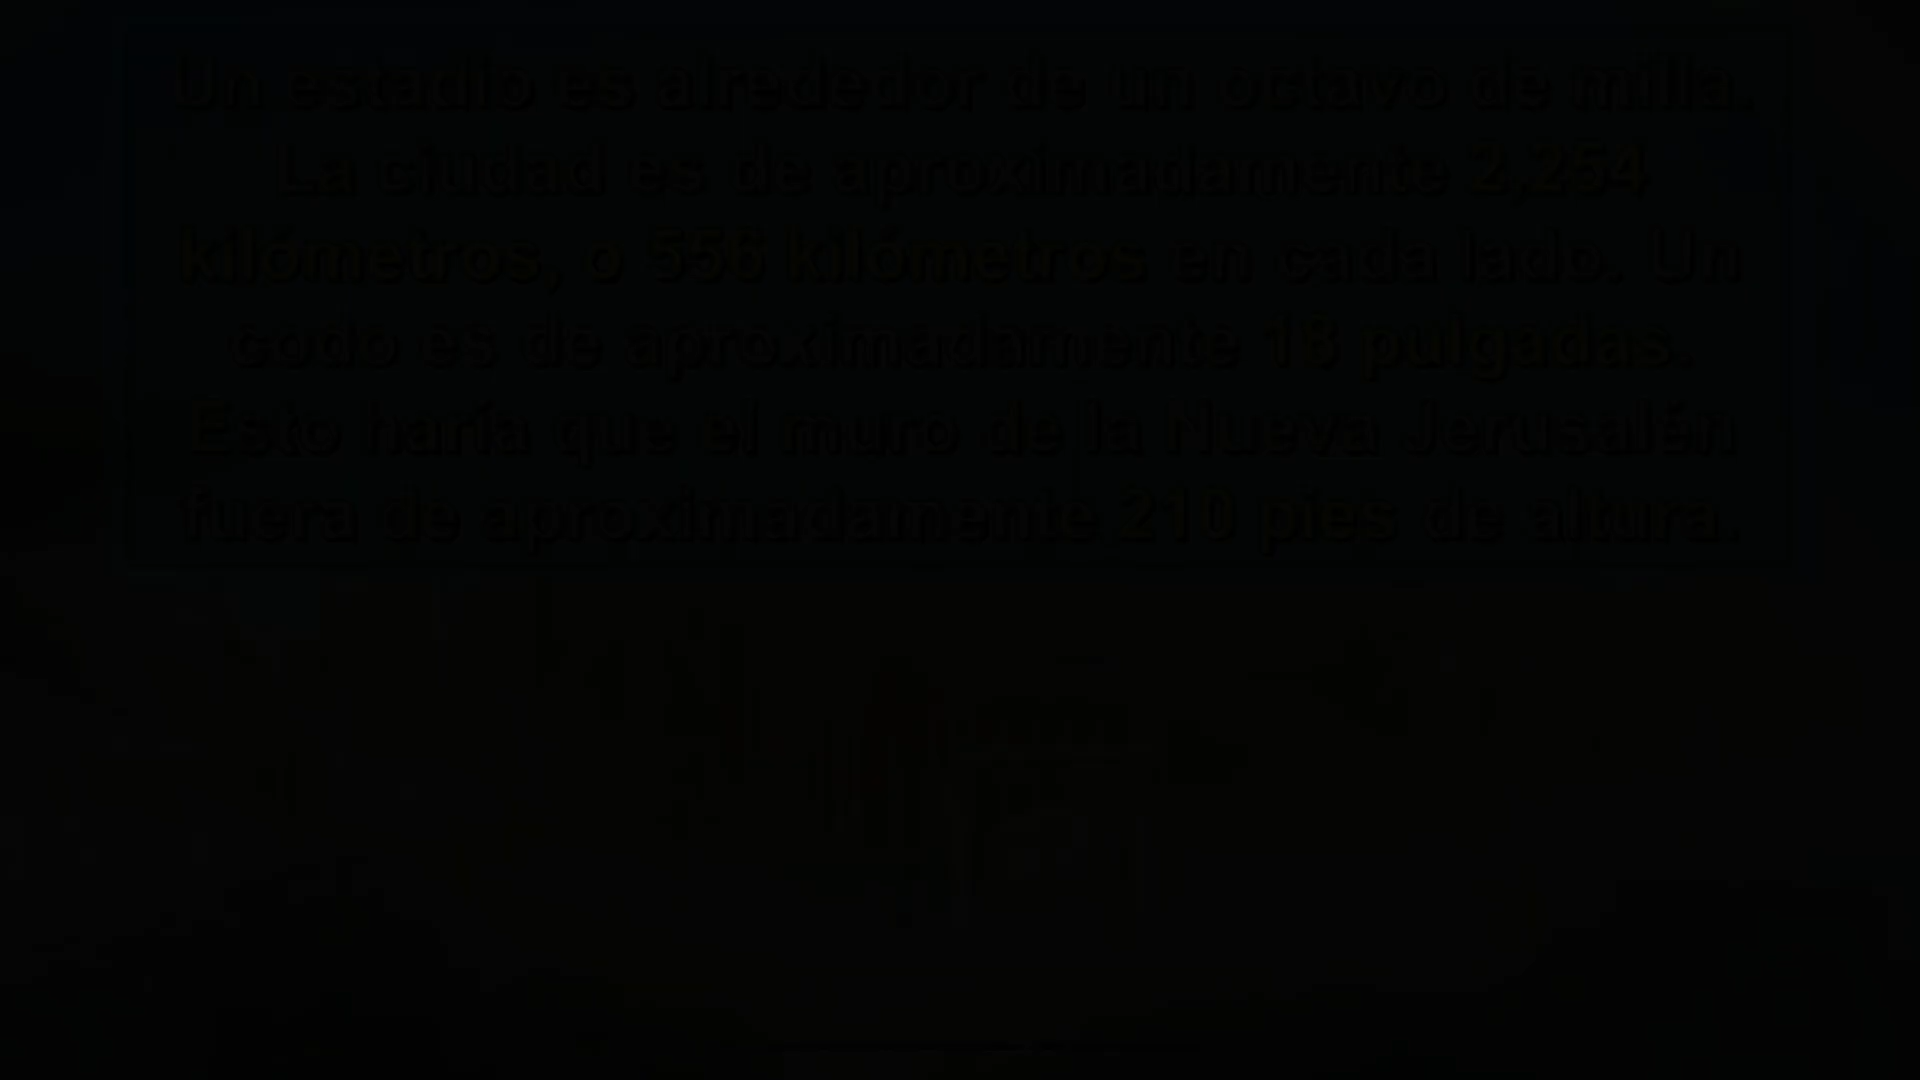 Un estadio es alrededor de un octavo de milla,
La ciudad es de aproximadamente 2,254
kilómetros, o 556 kilómetros en cada lado. Un
codo es de aproximadamente 18 pulgadas.
Esto haría que el muro de la Nueva Jerusalén
fuera de aproximadamente 210 pies de altura.